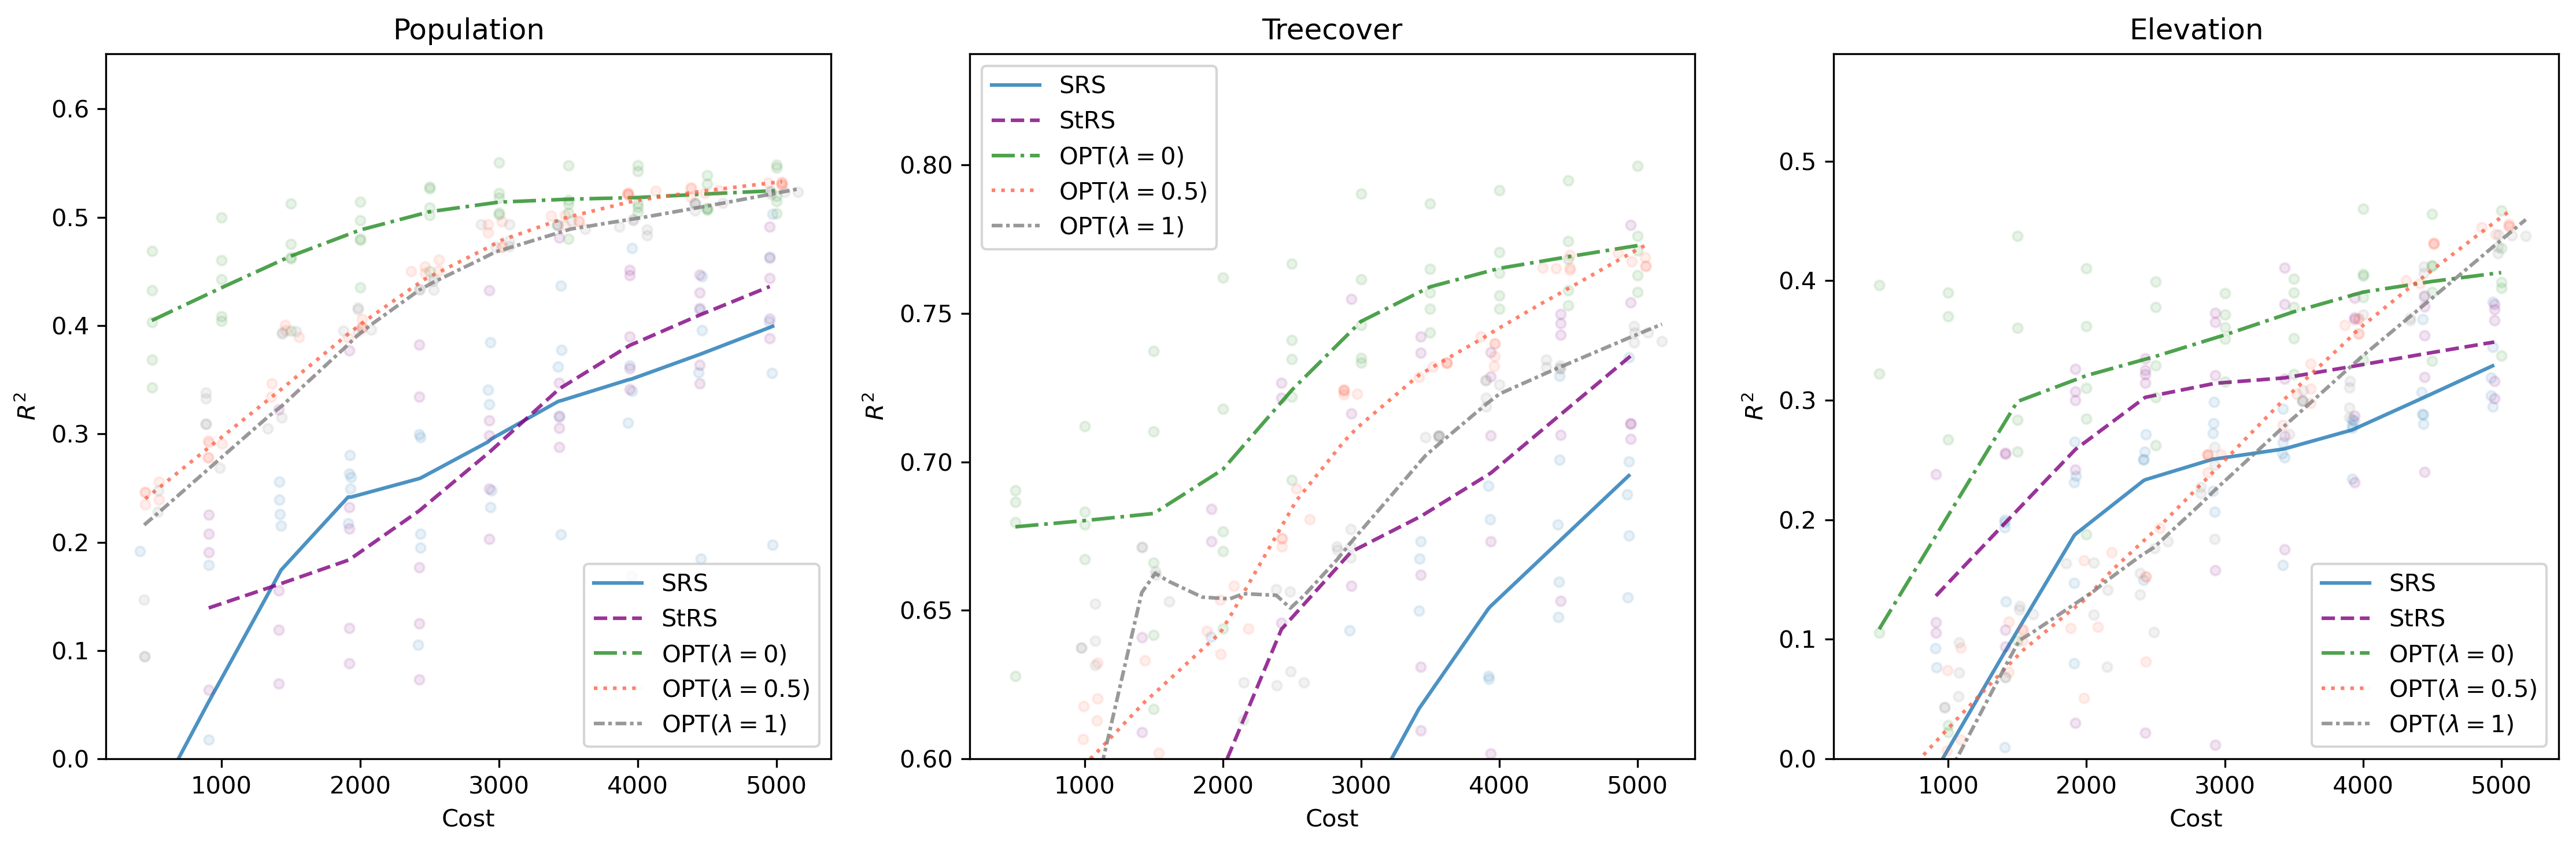 Population
0.6
0.5
0.4
0.3
0.2
0.1
0.0
R²
1000 2000 3000 4000 5000
Cost
SRS
StRS
OPT(λ = 0)
OPT(λ = 0.5)
OPT(λ = 1)
Treecover
0.80
0.75
0.70
0.65
0.60
R²
1000 2000 3000 4000 5000
Cost
SRS
StRS
OPT(λ = 0)
OPT(λ = 0.5)
OPT(λ = 1)
Elevation
0.5
0.4
0.3
0.2
0.1
0.0
R²
1000 2000 3000 4000 5000
Cost
SRS
StRS
OPT(λ = 0)
OPT(λ = 0.5)
OPT(λ = 1)